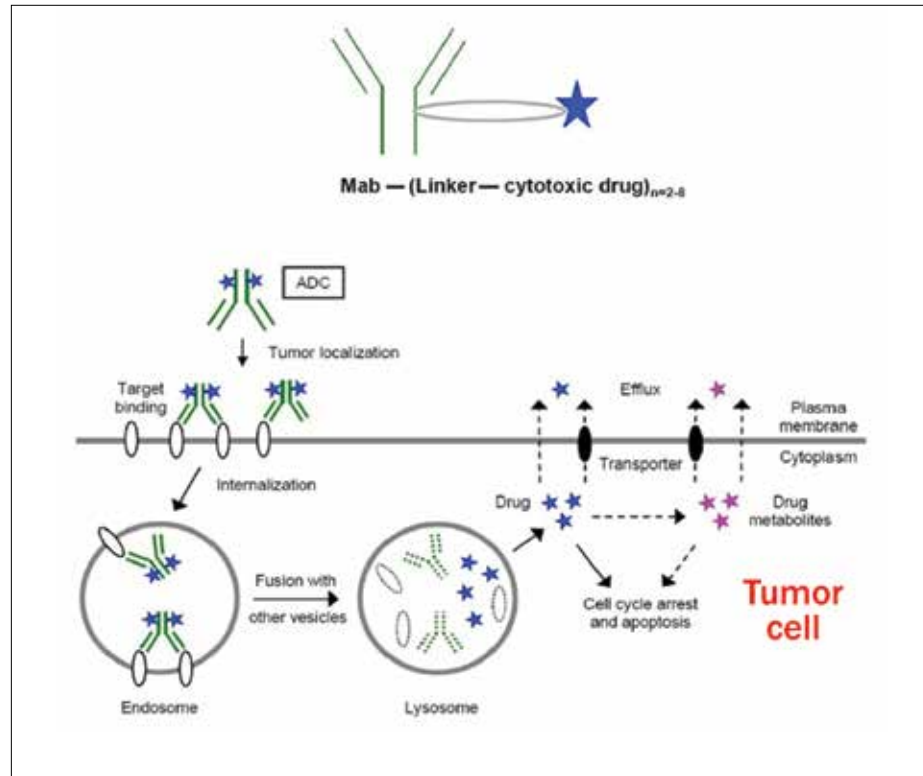 Mab — (Linker — cytotoxic drug)n=2-8
ADC
Tumor localization
Target
binding
Efflux
Plasma
membrane
Transporter
Cytoplasm
Internalization
Drug
Drug
metabolites
Fusion with
other vesicles
Cell cycle arrest
and apoptosis
Tumor
cell
Endosome
Lysosome